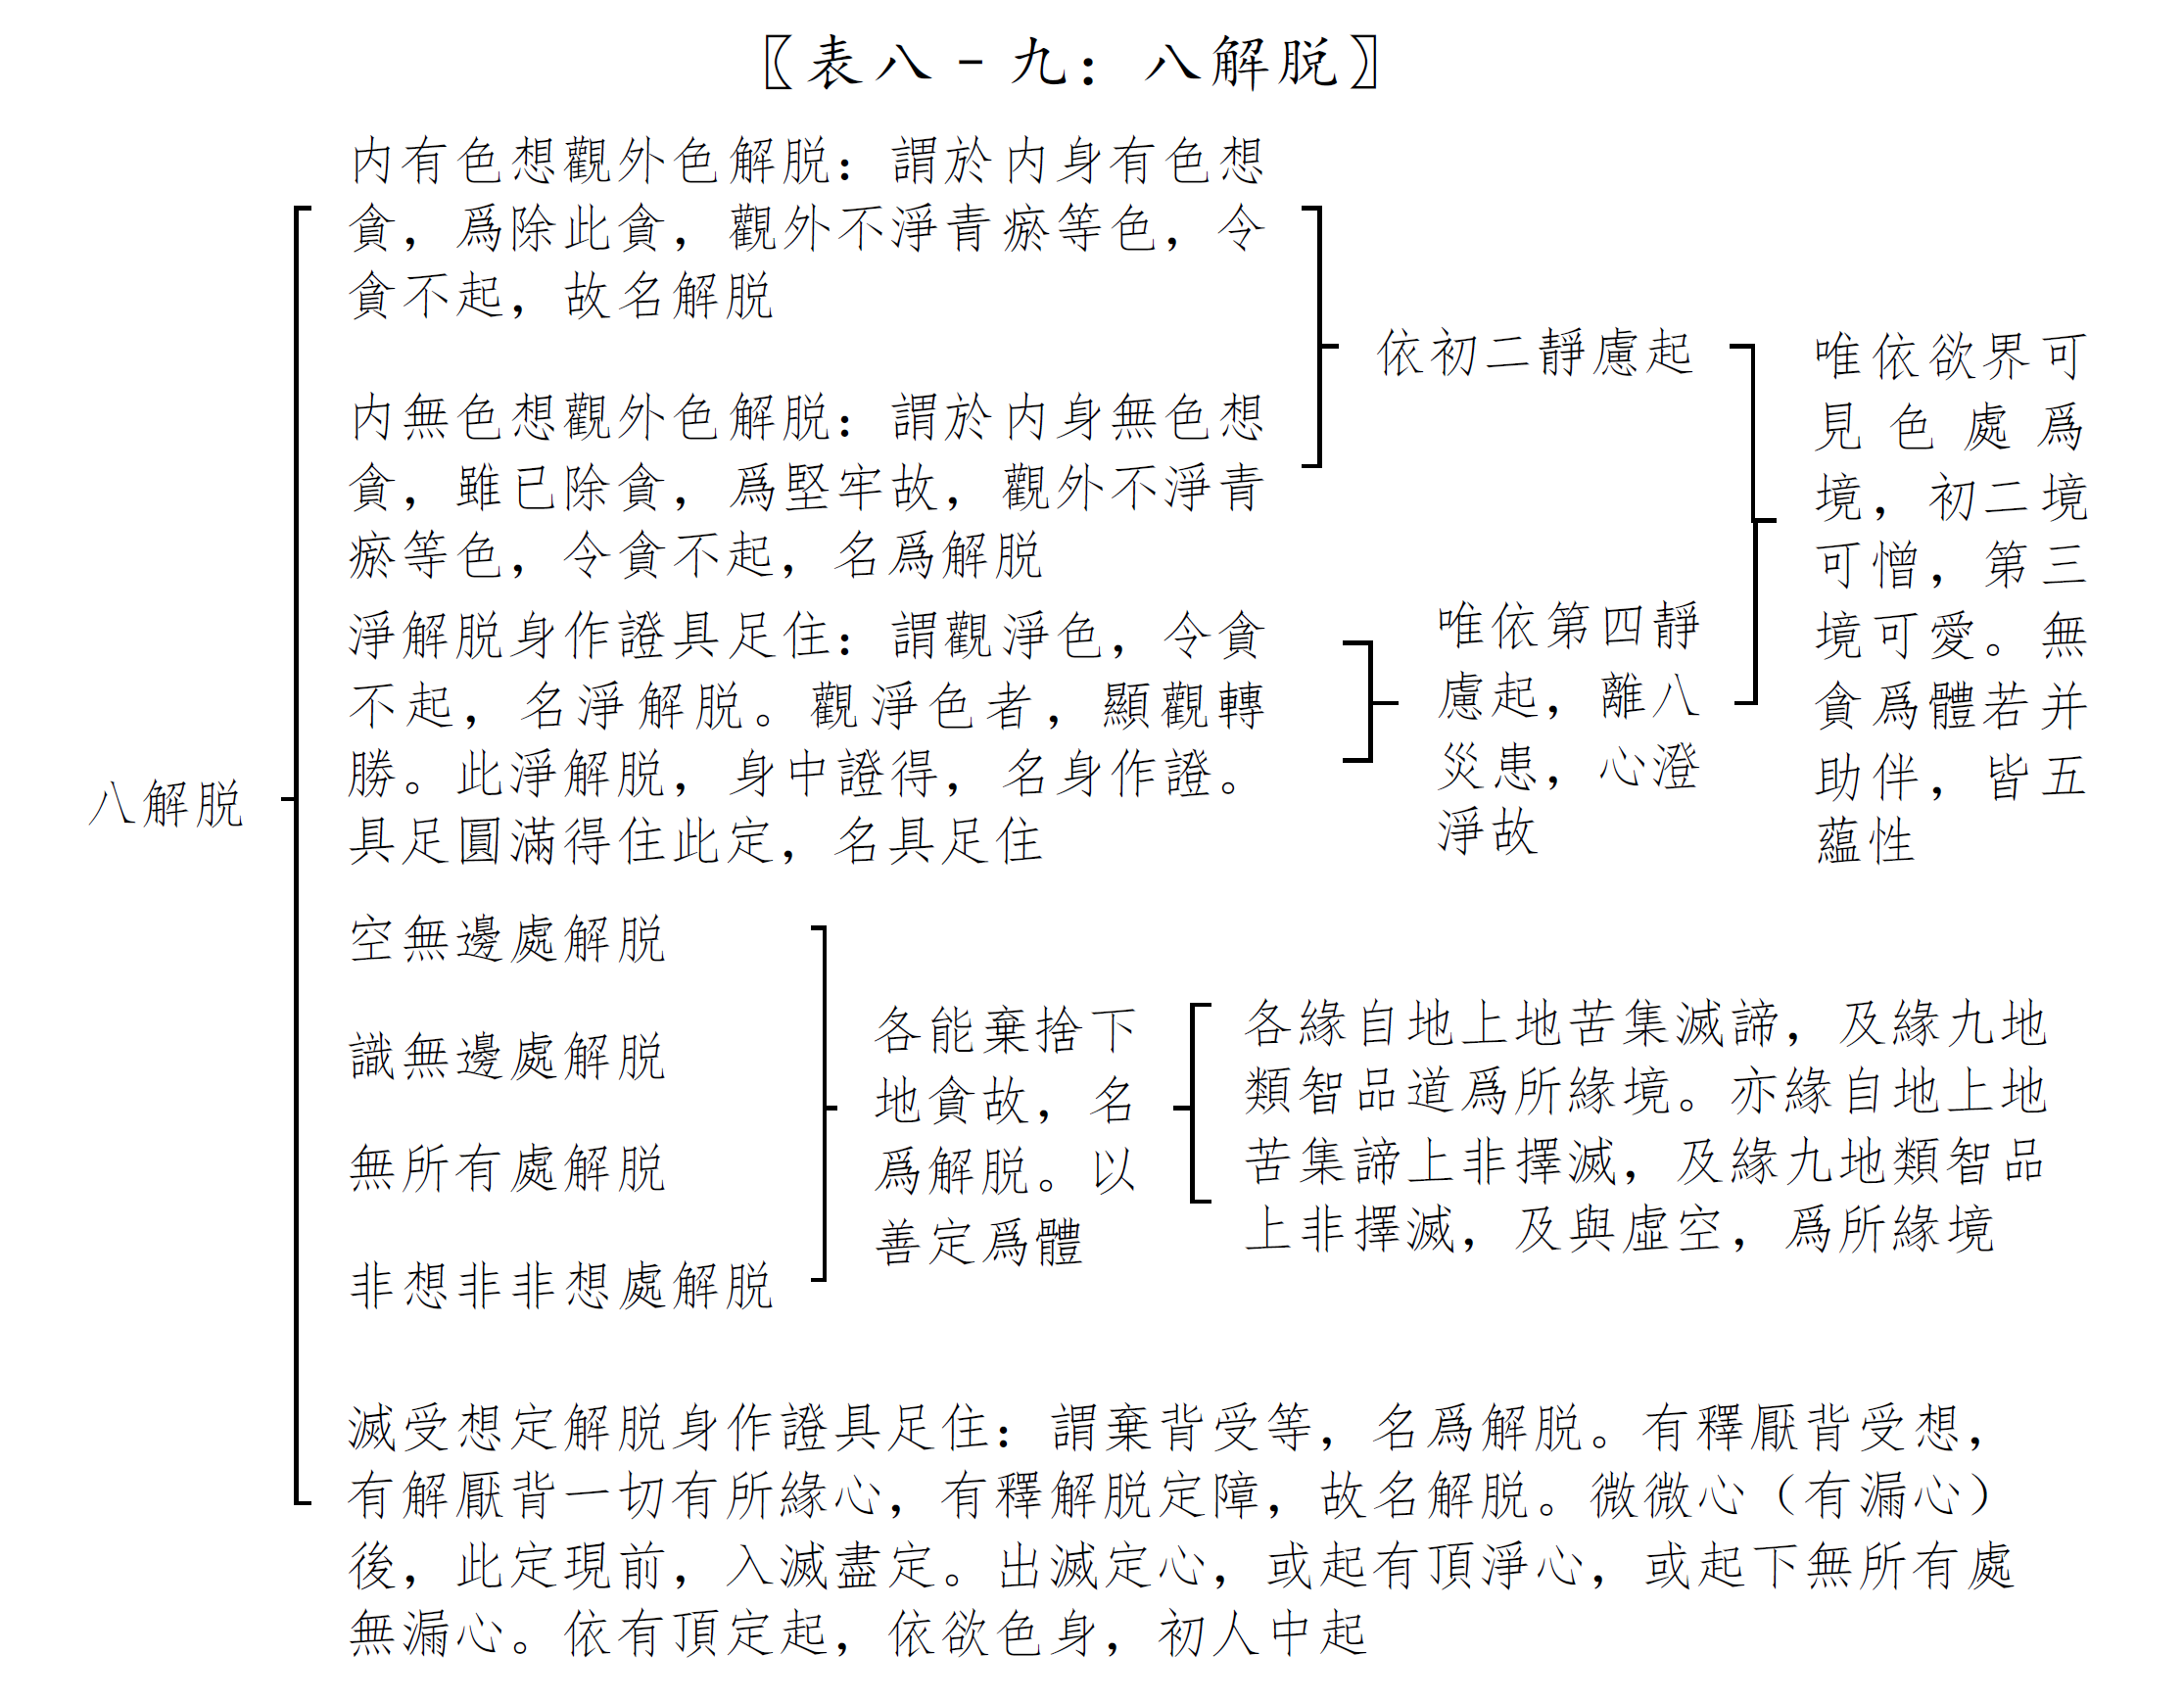 〖表八﹣九：八解脱〗
八解脱
内有色想觀外色解脱：謂於内身有色想
貪，爲除此貪，觀外不淨青瘀等色，令
貪不起，故名解脱
内無色想觀外色解脱：謂於内身無色想
貪，雖已除貪，爲堅牢故，觀外不淨青
瘀等色，令貪不起，名爲解脱
依初二靜慮起
淨解脱身作證具足住：謂觀淨色，令貪
不起，名淨解脱。觀淨色者，顯觀轉
勝。此淨解脱，身中證得，名身作證。
具足圓滿得住此定，名具足住
唯依第四靜
慮起，離八
災患，心澄
淨故
唯依欲界可
見色處爲
境，初二境
可憎，第三
境可愛。無
貪爲體若并
助伴，皆五
蘊性
空無邊處解脱
識無邊處解脱
無所有處解脱
非想非非想處解脱
各能棄捨下
地貪故，名
爲解脱。以
善定爲體
各緣自地上地苦集滅諦，及緣九地
類智品道爲所緣境。亦緣自地上地
苦集諦上非擇滅，及緣九地類智品
上非擇滅，及與虛空，爲所緣境
滅受想定解脱身作證具足住：謂棄背受等，名爲解脱。有釋厭背受想，
有解厭背一切有所緣心，有釋解脱定障，故名解脱。微微心（有漏心）
後，此定現前，入滅盡定。出滅定心，或起有頂淨心，或起下無所有處
無漏心。依有頂定起，依欲色身，初人中起